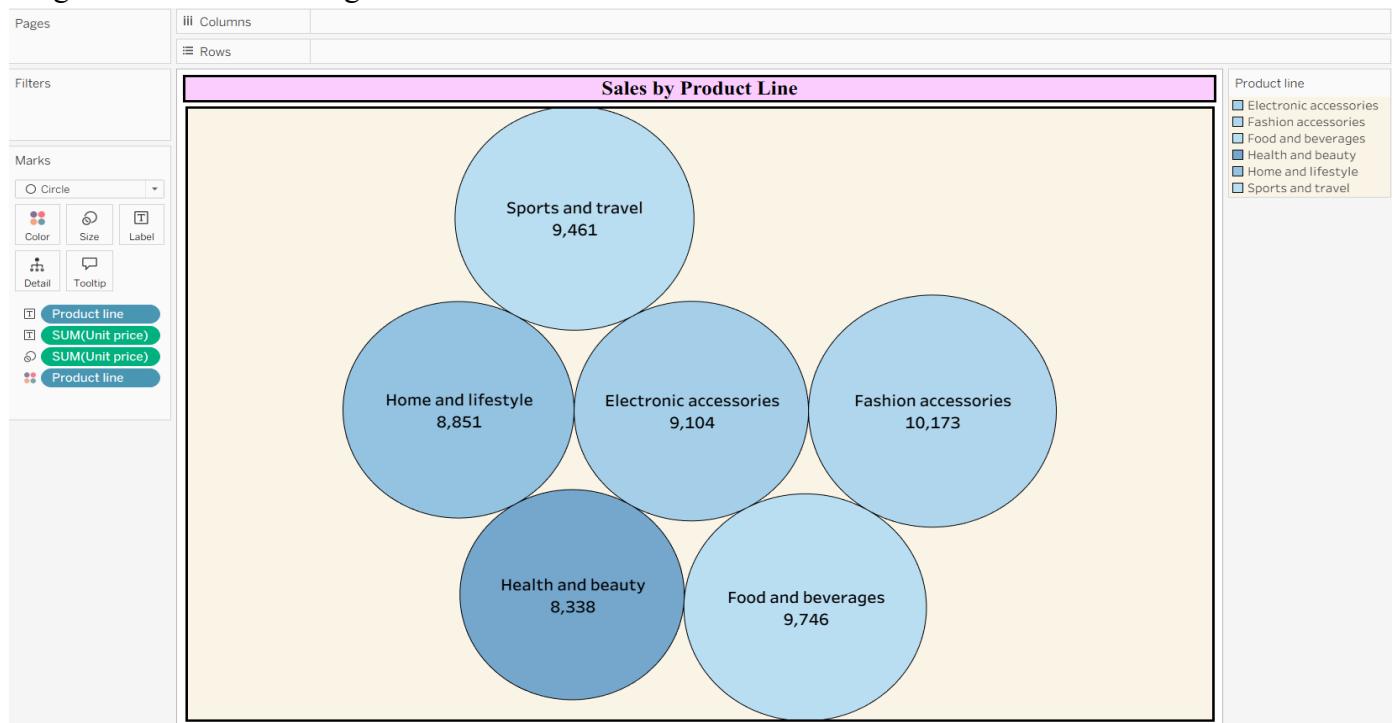 Pages
iii Columns
Rows
Filters
Sales by Product Line
Product line
Electronic accessories
Fashion accessories
Food and beverages
Health and beauty
Home and lifestyle
Sports and travel
Marks
Circle
Color
Size
Label
Detail
Tooltip
Product line
SUM(Unit price)
SUM(Unit price)
Product line
Sports and travel
9,461
Home and lifestyle
8,851
Electronic accessories
9,104
Fashion accessories
10,173
Health and beauty
8,338
Food and beverages
9,746